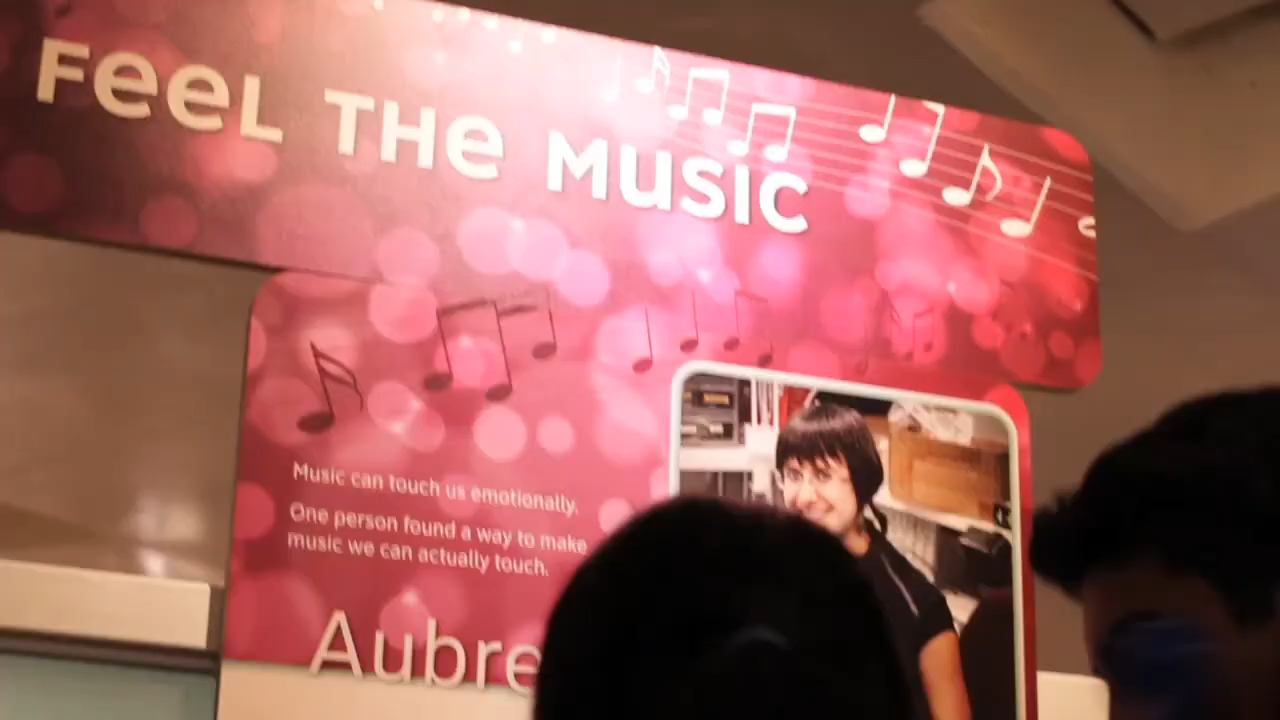 FeeL THe MUSIC
Music can touch us emotionally.
One person found a way to make
music we can actually touch.